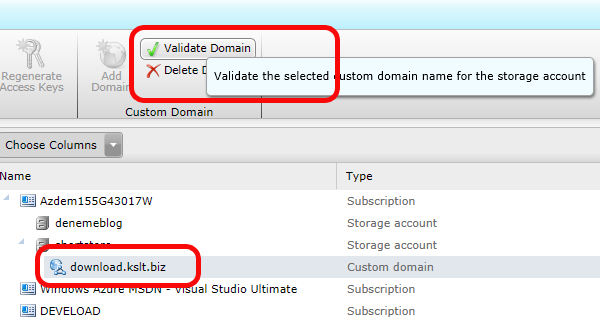 Validate Domain
Regenerate
Access Keys
Add
Domain
Delete D
Validate the selected custom domain name for the storage account
Custom Domain
Choose Columns
Name Type
Azdem155G43017W Subscription
denemeblog Storage account
Storage account
download.kslt.biz Custom domain
Windows Azure MSDN - Visual Studio Ultimate Subscription
DEVELOAD Subscription